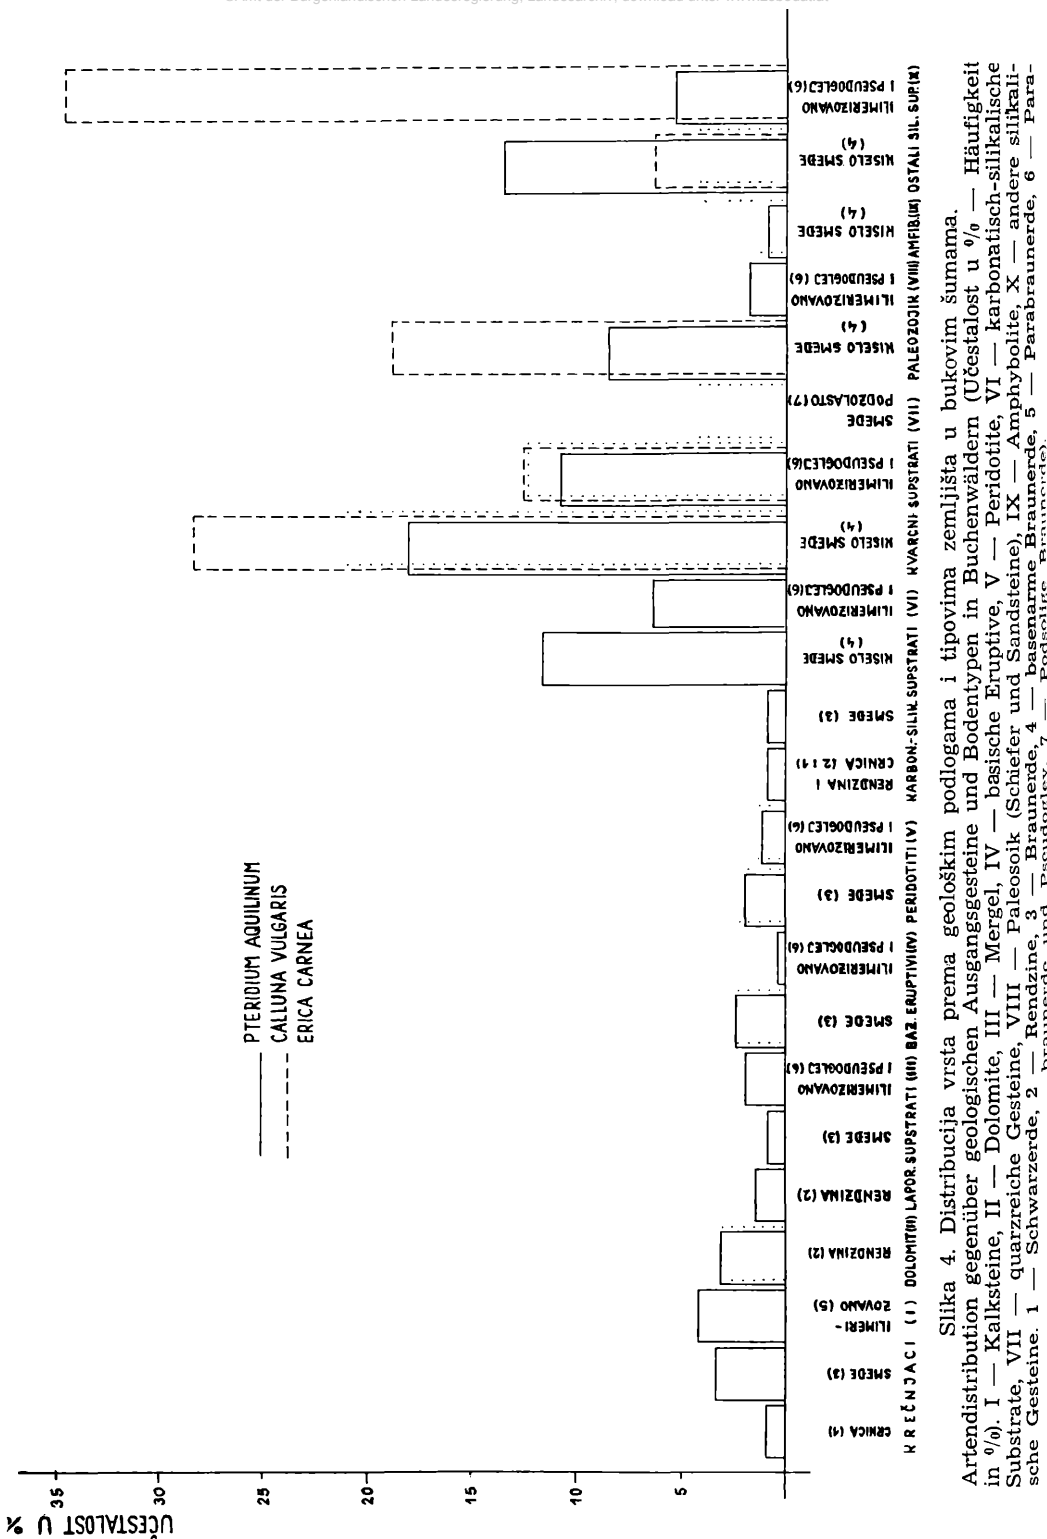 UČESTALOST U %
35
30
25
20
15
10
5
PTERIDIUM AQUILINUM
CALLUNA VULGARIS
ERICA CARNEA
CRNICA (1)
SMEĐE (3)
ILIMERI-
ZOVANO (5)
RENDZINA (2)
RENDZINA (2)
SMEĐE (3)
ILIMERIZOVANO
I PSEUDOGLEJ (6)
SMEĐE (3)
ILIMERIZOVANO
I PSEUDOGLEJ (6)
SMEĐE (3)
ILIMERIZOVANO
I PSEUDOGLEJ (6)
RENDZINA I
CRNICA (2 i 1)
SMEĐE (3)
KISELO SMEĐE
(4)
ILIMERIZOVANO
I PSEUDOGLEJ (6)
KISELO SMEĐE
(4)
ILIMERIZOVANO
I PSEUDOGLEJ (6)
SMEĐE
PODZOLASTO (7)
KISELO SMEĐE
(4)
ILIMERIZOVANO
I PSEUDOGLEJ (6)
KISELO SMEĐE
(4)
KISELO SMEĐE
(4)
ILIMERIZOVANO
I PSEUDOGLEJ (6)
KREČNJACI (I) DOLOMIT(II) LAPOR.SUPSTRATI (III) BAZ. ERUPTIVI(IV) PERIDOTITI(V) KARBON.-SILIK. SUPSTRATI (VI) KVARCNI SUPSTRATI (VII) PALEOZOJIK (VIII) AMFIB.(IX) OSTALI SIL. SUP.(X)
Slika 4. Distribucija vrsta prema geološkim podlogama i tipovima zemljišta u bukovim šumama.
Artendistribution gegenüber geologischen Ausgangsgesteine und Bodentypen in Buchenwäldern (Učestalost u % — Häufigkeit
in %). I — Kalksteine, II — Dolomite, III — Mergel, IV — basische Eruptive, V — Peridotite, VI — karbonatisch-silikalische
Substrate, VII — quarzreiche Gesteine, VIII — Paleosoik (Schiefer und Sandsteine), IX — Amphybolite, X — andere silikali-
sche Gesteine. 1 — Schwarzerde, 2 — Rendzine, 3 — Braunerde, 4 — basenarme Braunerde, 5 — Parabraunerde, 6 — Para-
braunerde und Pseudogley, 7 — Podsolige Braunerde).